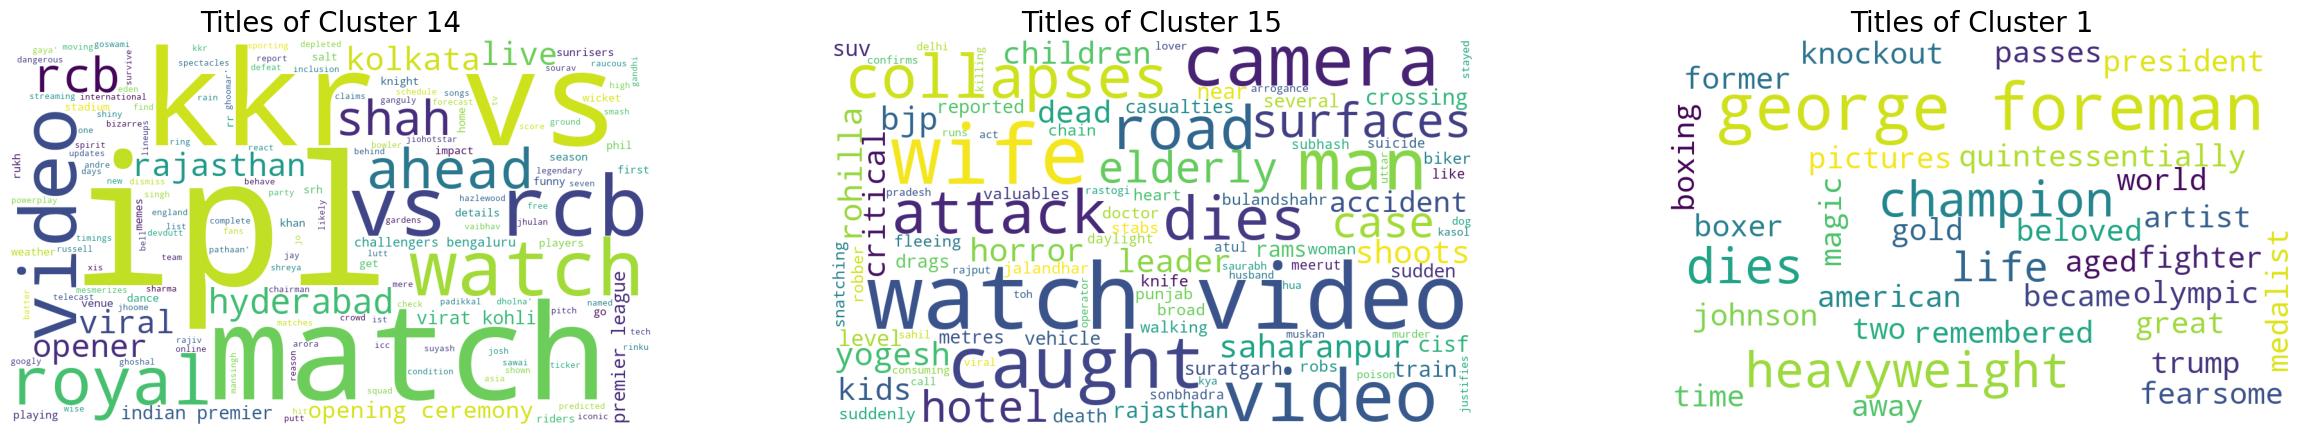 Titles of Cluster 14
gaya' moving goswami kkr sporting depleted gandhi
dangerous survive spectacles report salt sunrisers
rcb kkr vs kolkata live
defeat inclusion sourav raucous
streaming international eden rain knight songs high
stadium find rr ghoomar' claims schedule forecast tv wicket
shiny ganguly home smash
video bizarre ring shah score ground
one lineups jiohotstar phil
spirit react bowler
updates rajasthan ahead behind impact season first
rukh andre days memes new dismiss behave legendary
singh party srh funny seven
powerplay ipl vs rcb
england khan likely hazlewood free
list complete details gardens jhulan
timings devdutt fans challengers bengaluru vaibhav players
weather russell bell pathaan' jo jay lutt get
xis team shreya
mesmerizes sharma chairman mere watch
batter telecast jhoome dance hyderabad check padikkal dholna' named
venue crowd ist matches virat kohli pitch go
viral rajiv online arora icc suyash josh sawai shown tech
opener reason condition asia ticker rinku
googly ghoshal mansingh premier league
royal match squad
playing wise indian premier hit putt opening ceremony riders predicted iconic
Titles of Cluster 15
suv delhi confirms killing children lover camera stayed
collapses near arrogance several crossing
reported dead casualties
rohilla bjp runs act chain road surfaces
critical wife elderly subhash suicide man uttar biker like
pradesh valuables rastogi heart bulandshahr accident
attack doctor stabs dies case dog kasol
fleeing horror daylight atul rams woman shoots
snatching robber drags rajput jalandhar leader saurabh husband meerut sudden
watch video
toh operator knife punjab hua
broad walking muskan murder
level sahil metres vehicle saharanpur cisf
yogesh viral caught suratgarh robs train justifies
consuming call kya poison
kids hotel sonbhadra video
suddenly death rajasthan
Titles of Cluster 1
knockout passes president
former
boxing george foreman
pictures quintessentially
magic champion world
boxer gold beloved artist
dies life aged fighter medalist
american became olympic
johnson two remembered great
heavyweight trump
time away fearsome